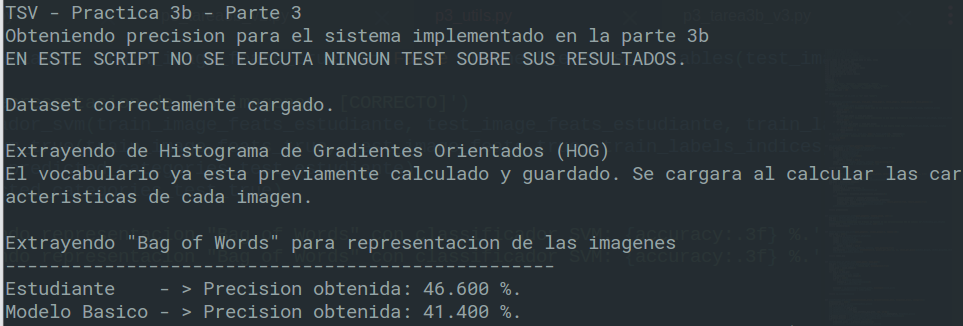 TSV - Practica 3b - Parte 3
Obteniendo precision para el sistema implementado en la parte 3b
EN ESTE SCRIPT NO SE EJECUTA NINGUN TEST SOBRE SUS RESULTADOS.
Dataset correctamente cargado.
Extrayendo de Histograma de Gradientes Orientados (HOG)
El vocabulario ya esta previamente calculado y guardado. Se cargara al calcular las car
acteristicas de cada imagen.
Extrayendo "Bag of Words" para representacion de las imagenes
--------------------------------------------------
Estudiante    - > Precision obtenida: 46.600 %.
Modelo Basico - > Precision obtenida: 41.400 %.